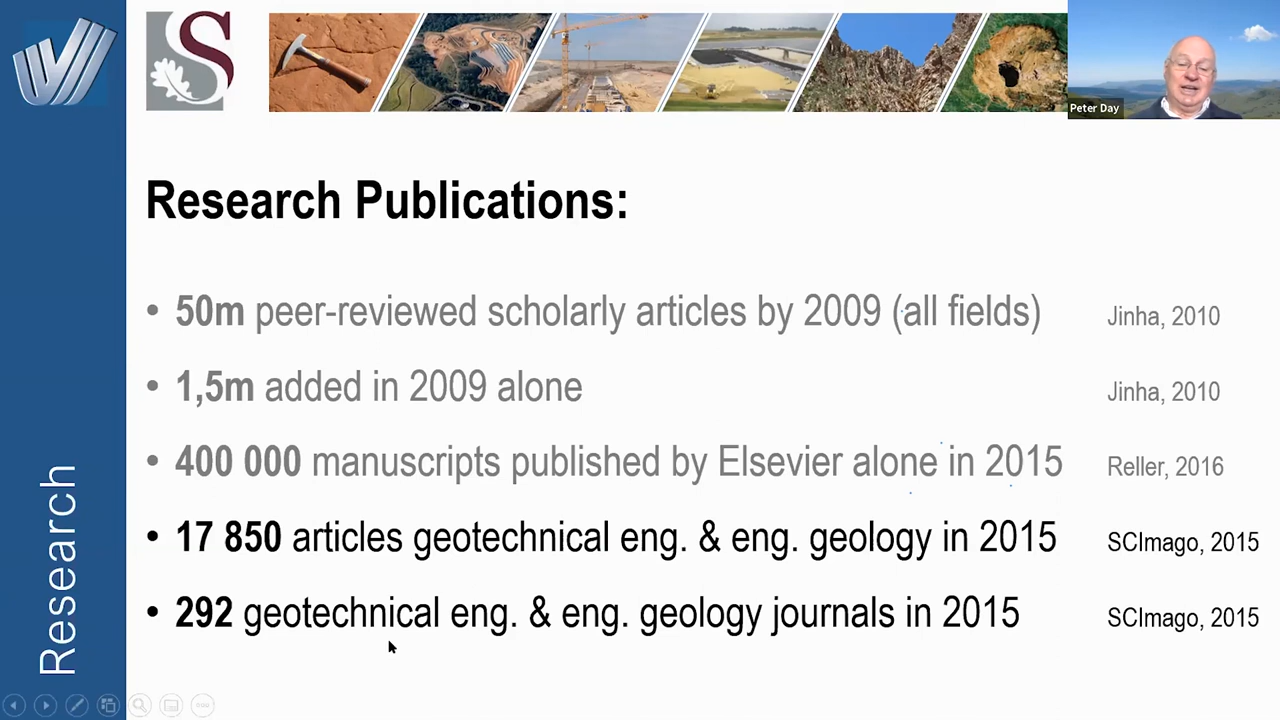 S
Peter Day
Research Publications:
• 50m peer-reviewed scholarly articles by 2009 (all fields) Jinha, 2010
• 1,5m added in 2009 alone Jinha, 2010
• 400 000 manuscripts published by Elsevier alone in 2015 Reller, 2016
• 17 850 articles geotechnical eng. & eng. geology in 2015 SCImago, 2015
• 292 geotechnical eng. & eng. geology journals in 2015 SCImago, 2015
Research